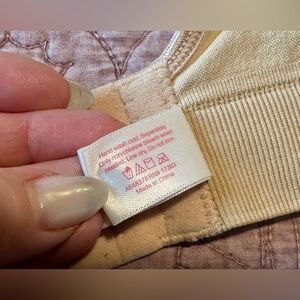 Hand wash cold. Separately
Only non-chlorine bleach when
needed. Line dry. Do not iron.
Made in China